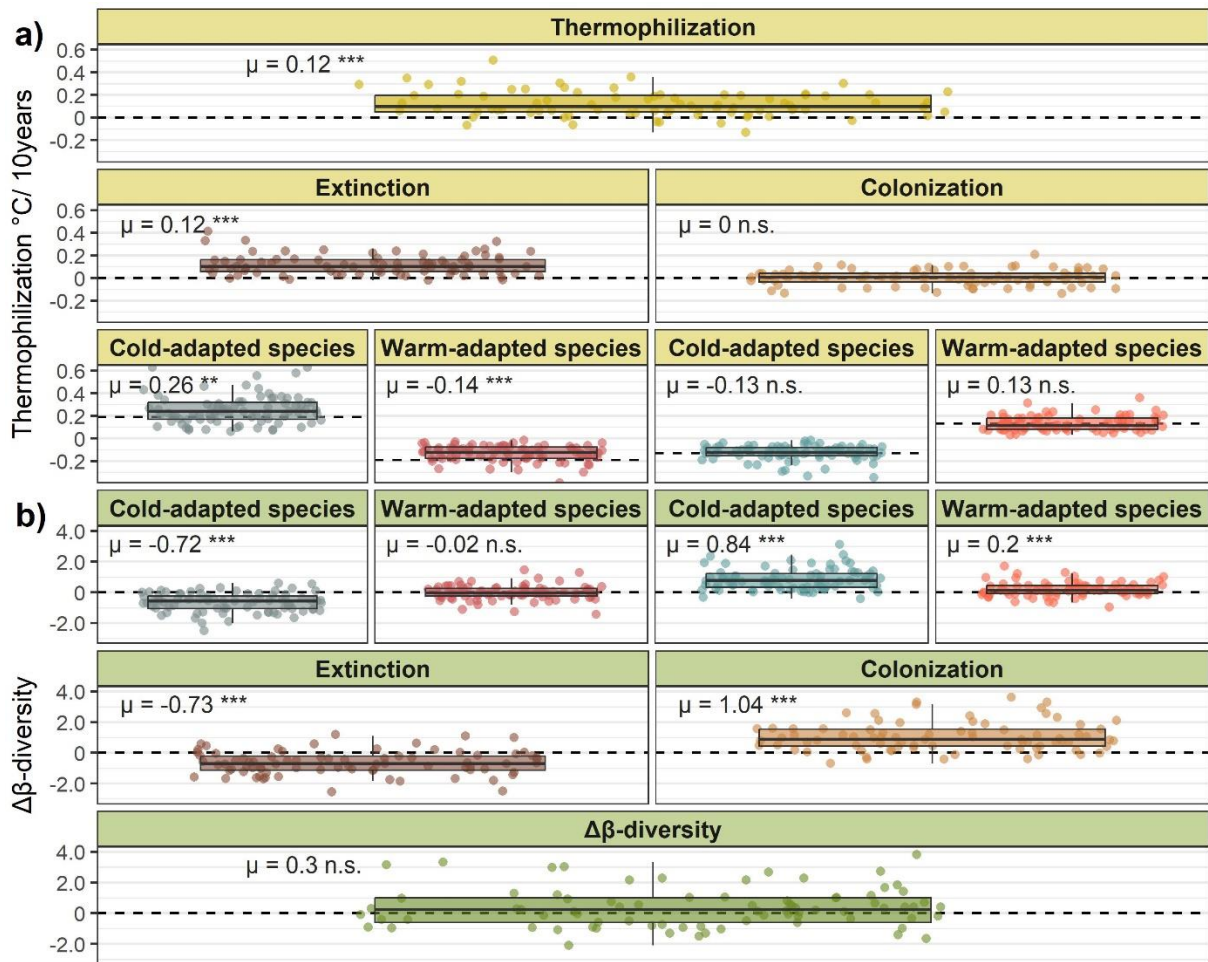 a)
Thermophilization
μ = 0.12 ***
0.6
0.4
0.2
0
-0.2
Thermophilization °C/ 10years
Extinction
Colonization
μ = 0.12 ***
μ = 0 n.s.
0.6
0.4
0.2
0
-0.2
Cold-adapted species
Warm-adapted species
Cold-adapted species
Warm-adapted species
μ = 0.26 **
μ = -0.14 ***
μ = -0.13 n.s.
μ = 0.13 n.s.
0.6
0.4
0.2
0
-0.2
b)
Cold-adapted species
Warm-adapted species
Cold-adapted species
Warm-adapted species
μ = -0.72 ***
μ = -0.02 n.s.
μ = 0.84 ***
μ = 0.2 ***
4.0
2.0
0
-2.0
Δβ-diversity
Extinction
Colonization
μ = -0.73 ***
μ = 1.04 ***
4.0
2.0
0
-2.0
Δβ-diversity
μ = 0.3 n.s.
4.0
2.0
0
-2.0